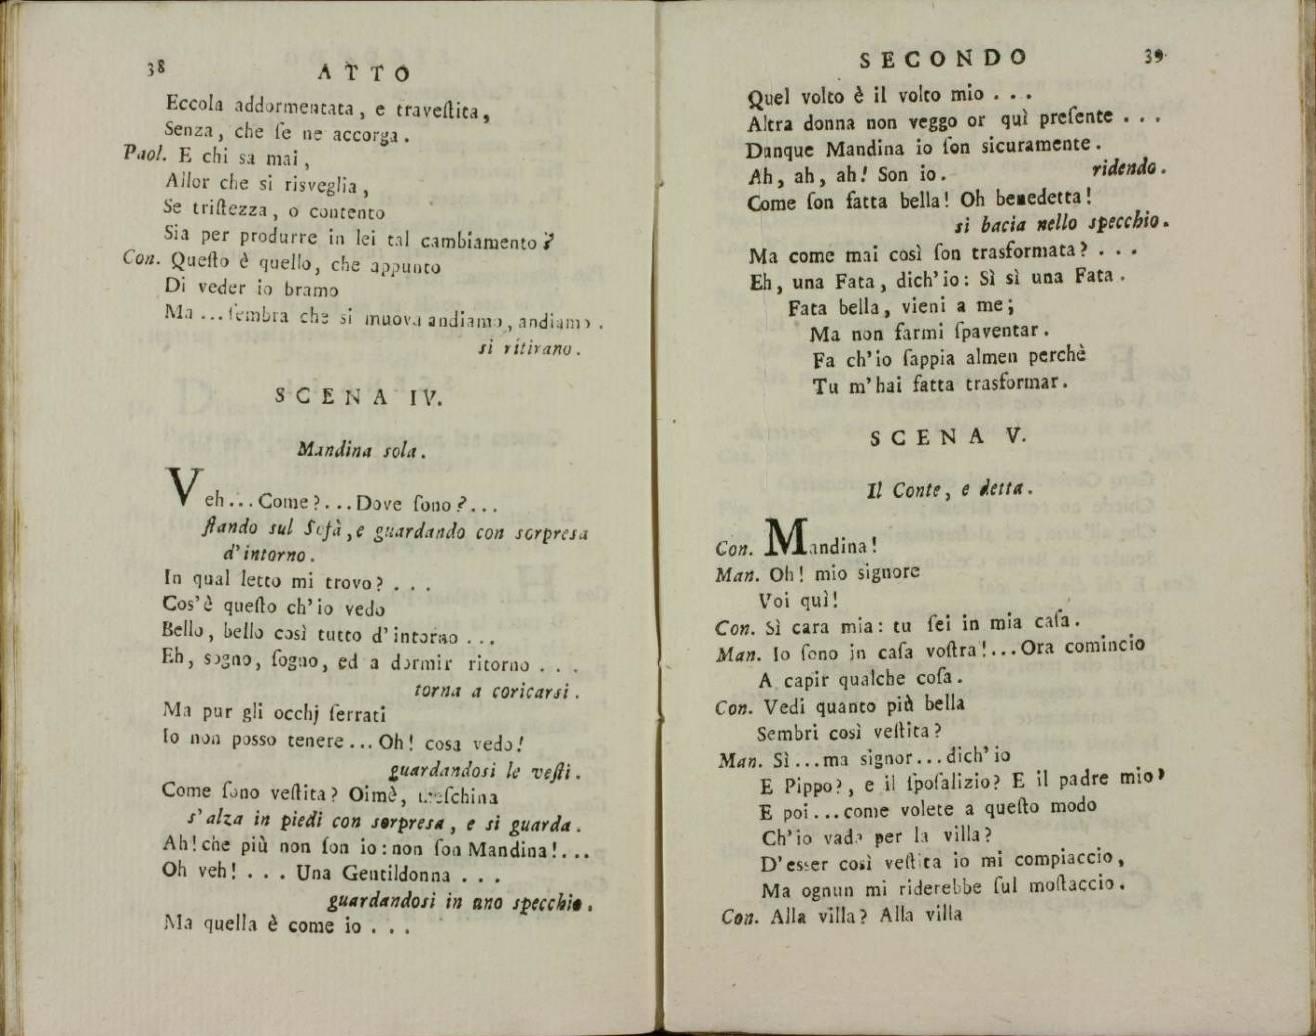 38
ATTO
Eccola addormentata, e traveſtita,
Senza, che ſe ne accorga.
Paol. E chi sa mai,
Allor che si risveglia,
Se triſtezza, o contento
Sia per produrre in lei tal cambiamento?
Con. Queſto è quello, che appunto
Di veder io bramo
Ma ... ſembra che si muova andiamo, andiamo.
si ritirano.
SCENA IV.
Mandina sola.
Veh... Come?... Dove ſono?...
ſtando sul Sofà, e guardando con sorpresa
d'intorno.
In qual letto mi trovo? ...
Cos'è queſto ch'io vedo
Bello, bello così tutto d'intorno ...
Eh, sogno, ſogno, ed a dormir ritorno ...
torna a coricarsi.
Ma pur gli occhj ſerrati
Io non posso tenere... Oh! cosa vedo!
guardandosi le veſti.
Come ſono veſtita? Oimè, meſchina
s'alza in piedi con sorpresa, e si guarda.
Ah! che più non ſon io: non ſon Mandina!...
Oh veh! ... Una Gentildonna ...
guardandosi in uno specchio.
Ma quella è come io ...
SECONDO
39
Quel volto è il volto mio ...
Altra donna non veggo or quì preſente ...
Dunque Mandina io ſon sicuramente.
Ah, ah, ah! Son io. ridendo.
Come ſon fatta bella! Oh benedetta!
si bacia nello specchio.
Ma come mai così ſon trasformata? ...
Eh, una Fata, dich'io: Sì sì una Fata.
Fata bella, vieni a me;
Ma non farmi ſpaventar.
Fa ch'io ſappia almen perchè
Tu m'hai fatta trasformar.
SCENA V.
Il Conte, e detta.
Con. Mandina!
Man. Oh! mio signore
Voi quì!
Con. Sì cara mia: tu ſei in mia caſa.
Man. Io ſono in caſa voſtra!... Ora comincio
A capir qualche coſa.
Con. Vedi quanto più bella
Sembri così veſtita?
Man. Sì... ma signor... dich'io
E Pippo?, e il ſpoſalizio? E il padre mio?
E poi... come volete a queſto modo
Ch'io vada per la villa?
D'esser così veſtita io mi compiaccio,
Ma ognun mi riderebbe ſul moſtaccio.
Con. Alla villa? Alla villa